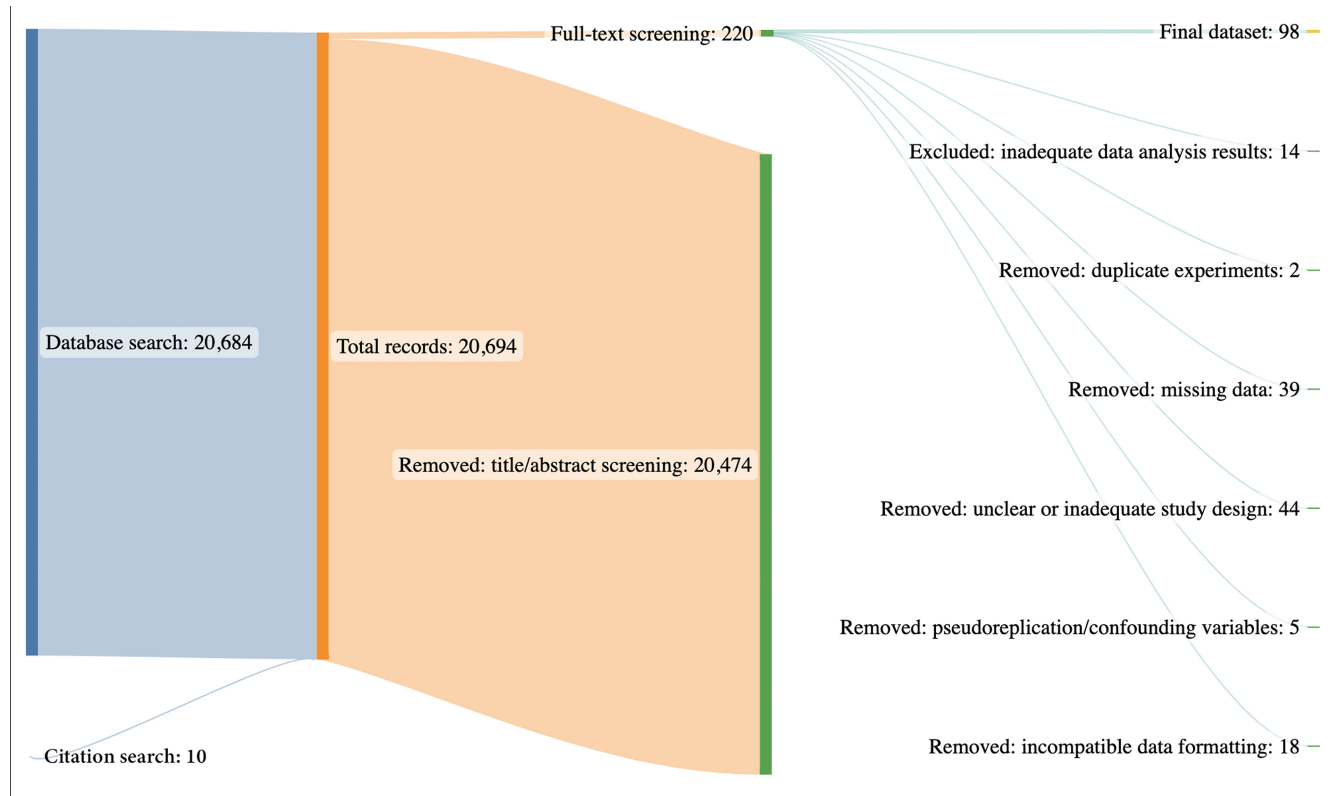 Full-text screening: 220
Final dataset: 98
Excluded: inadequate data analysis results: 14
Removed: duplicate experiments: 2
Database search: 20,684
Total records: 20,694
Removed: missing data: 39
Removed: title/abstract screening: 20,474
Removed: unclear or inadequate study design: 44
Removed: pseudoreplication/confounding variables: 5
Removed: incompatible data formatting: 18
Citation search: 10